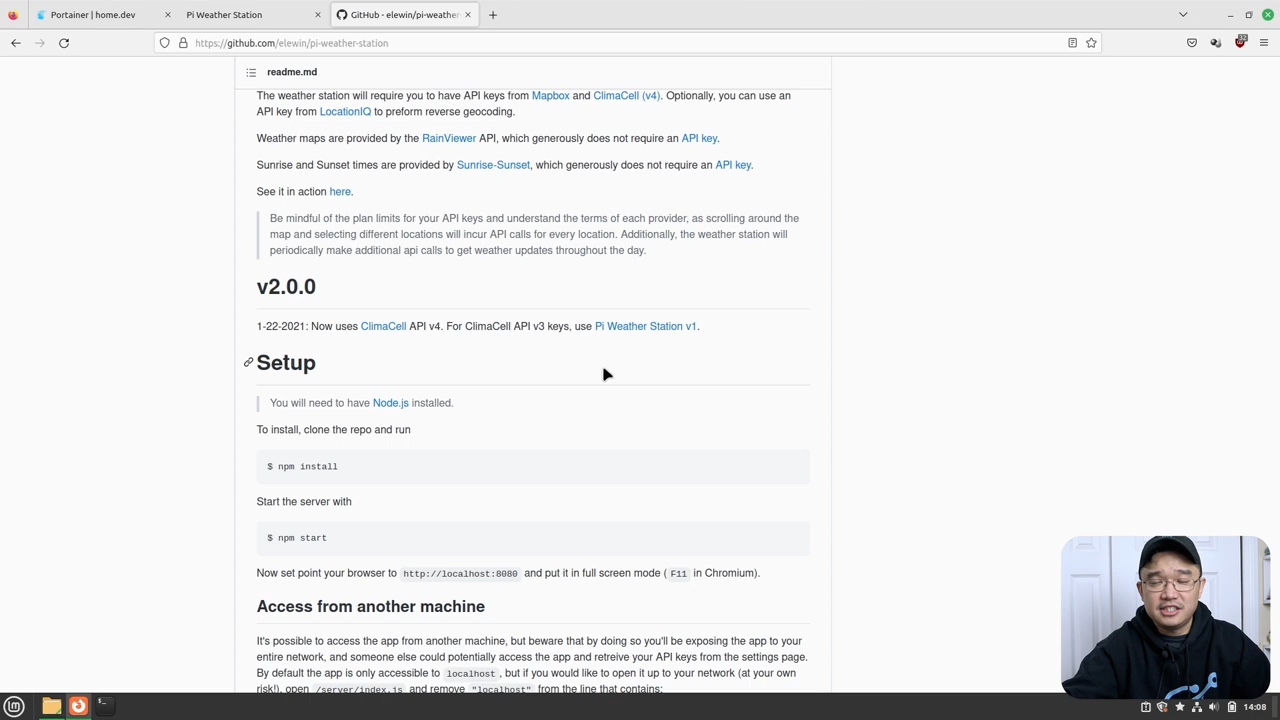 Portainer | home.dev
Pi Weather Station
GitHub - elewin/pi-weather-
https://github.com/elewin/pi-weather-station
readme.md
The weather station will require you to have API keys from Mapbox and ClimaCell (v4). Optionally, you can use an
API key from LocationIQ to preform reverse geocoding.
Weather maps are provided by the RainViewer API, which generously does not require an API key.
Sunrise and Sunset times are provided by Sunrise-Sunset, which generously does not require an API key.
See it in action here.
Be mindful of the plan limits for your API keys and understand the terms of each provider, as scrolling around the
map and selecting different locations will incur API calls for every location. Additionally, the weather station will
periodically make additional api calls to get weather updates throughout the day.
v2.0.0
1-22-2021: Now uses ClimaCell API v4. For ClimaCell API v3 keys, use Pi Weather Station v1.
Setup
You will need to have Node.js installed.
To install, clone the repo and run
$ npm install
Start the server with
$ npm start
Now set point your browser to http://localhost:8080 and put it in full screen mode ( F11 in Chromium).
Access from another machine
It's possible to access the app from another machine, but beware that by doing so you'll be exposing the app to your
entire network, and someone else could potentially access the app and retreive your API keys from the settings page.
By default the app is only accessible to localhost, but if you would like to open it up to your network (at your own
risk!), open /server/index.js and remove "localhost" from the line that contains:
14:08